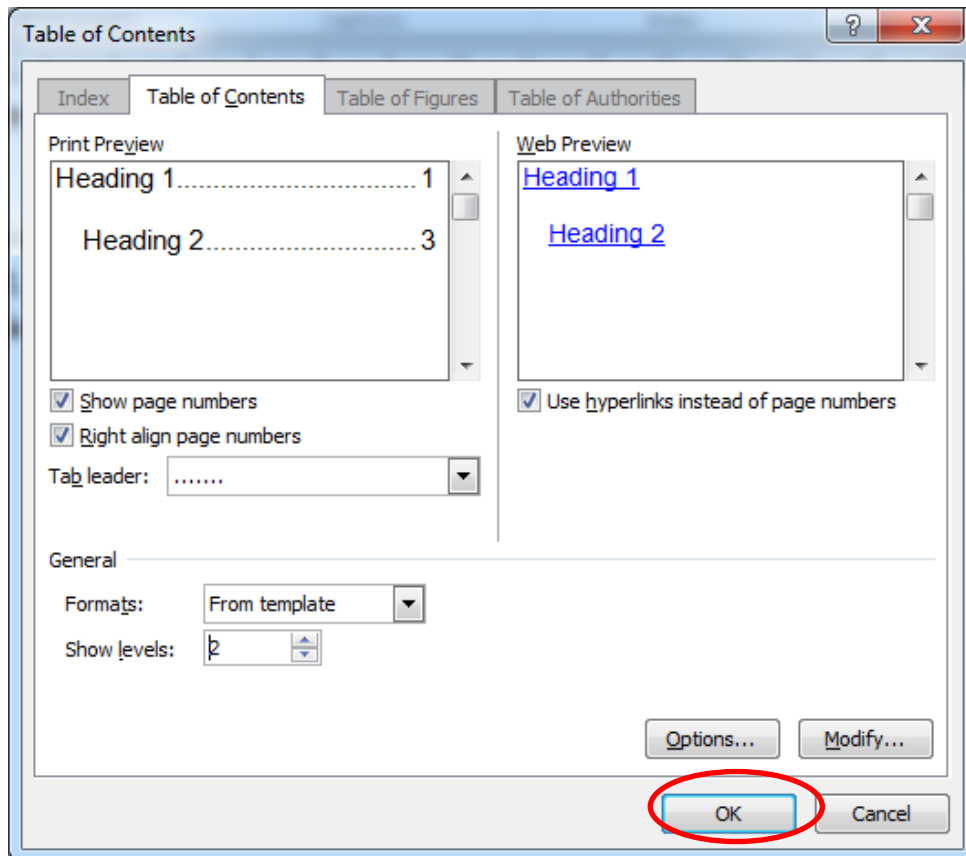 Table of Contents
Index Table of Contents Table of Figures Table of Authorities
Print Preview
Heading 1................................ 1
Heading 2............................. 3
Show page numbers
Right align page numbers
Tab leader: .......
Web Preview
Heading 1
Heading 2
Use hyperlinks instead of page numbers
General
Formats: From template
Show levels: 2
Options... Modify...
OK Cancel